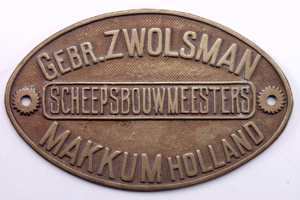 GEBR. ZWOLSMAN
SCHEEPSBOUWMEESTERS
MAKKUM HOLLAND